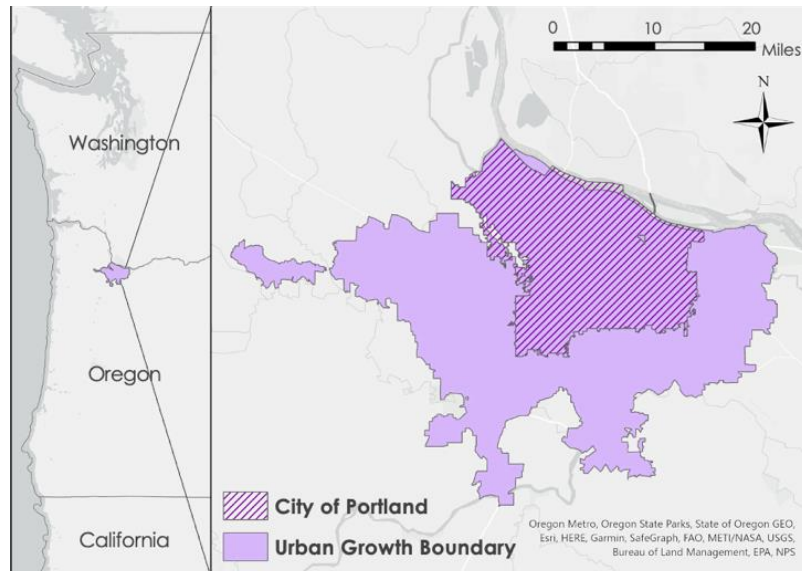 0 10 20
Miles
N
Washington
Oregon
California
City of Portland
Urban Growth Boundary
Oregon Metro, Oregon State Parks, State of Oregon GEO,
Esri, HERE, Garmin, SafeGraph, FAO, METI/NASA, USGS,
Bureau of Land Management, EPA, NPS